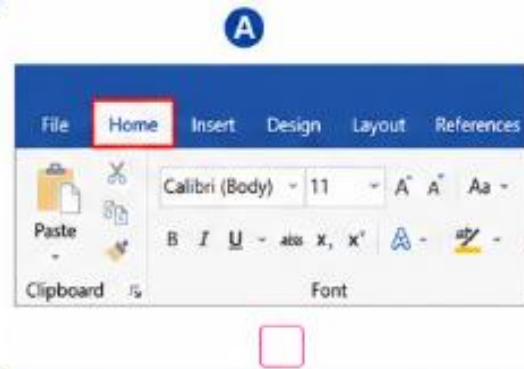 A
File Home Insert Design Layout References
Calibri (Body) 11 A A Aa
Paste
B I U abc x, x'
Clipboard Font